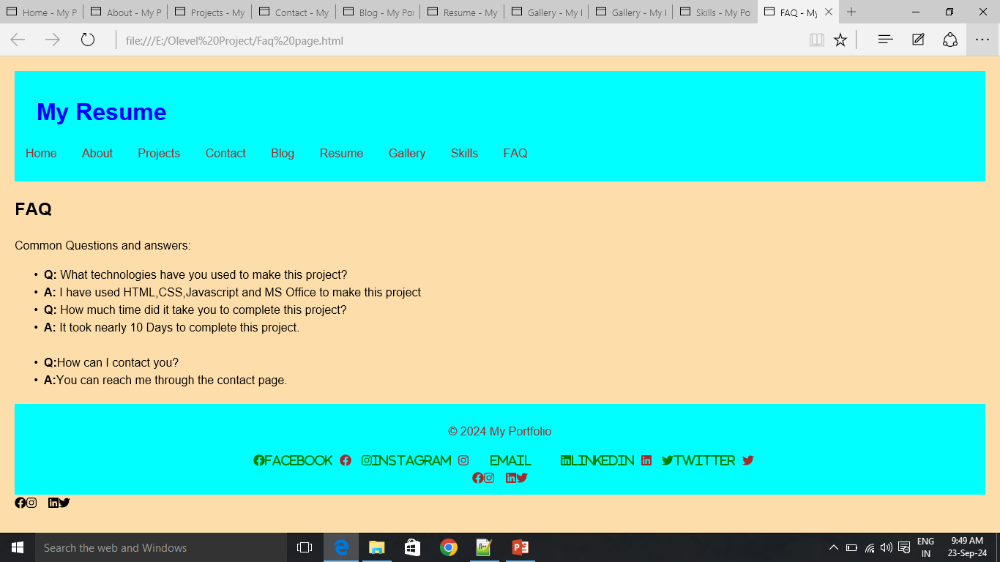 Home - My P
About - My P
Projects - My
Contact - My
Blog - My Por
Resume - My
Gallery - My I
Gallery - My I
Skills - My Po
FAQ - My
file:///E:/Olevel%20Project/Faq%20page.html
My Resume
Home About Projects Contact Blog Resume Gallery Skills FAQ
FAQ
Common Questions and answers:
• Q: What technologies have you used to make this project?
• A: I have used HTML,CSS,Javascript and MS Office to make this project
• Q: How much time did it take you to complete this project?
• A: It took nearly 10 Days to complete this project.
• Q:How can I contact you?
• A:You can reach me through the contact page.
© 2024 My Portfolio
FACEBOOK INSTAGRAM EMAIL LINKEDIN TWITTER
Search the web and Windows
ENG
IN
9:49 AM
23-Sep-24